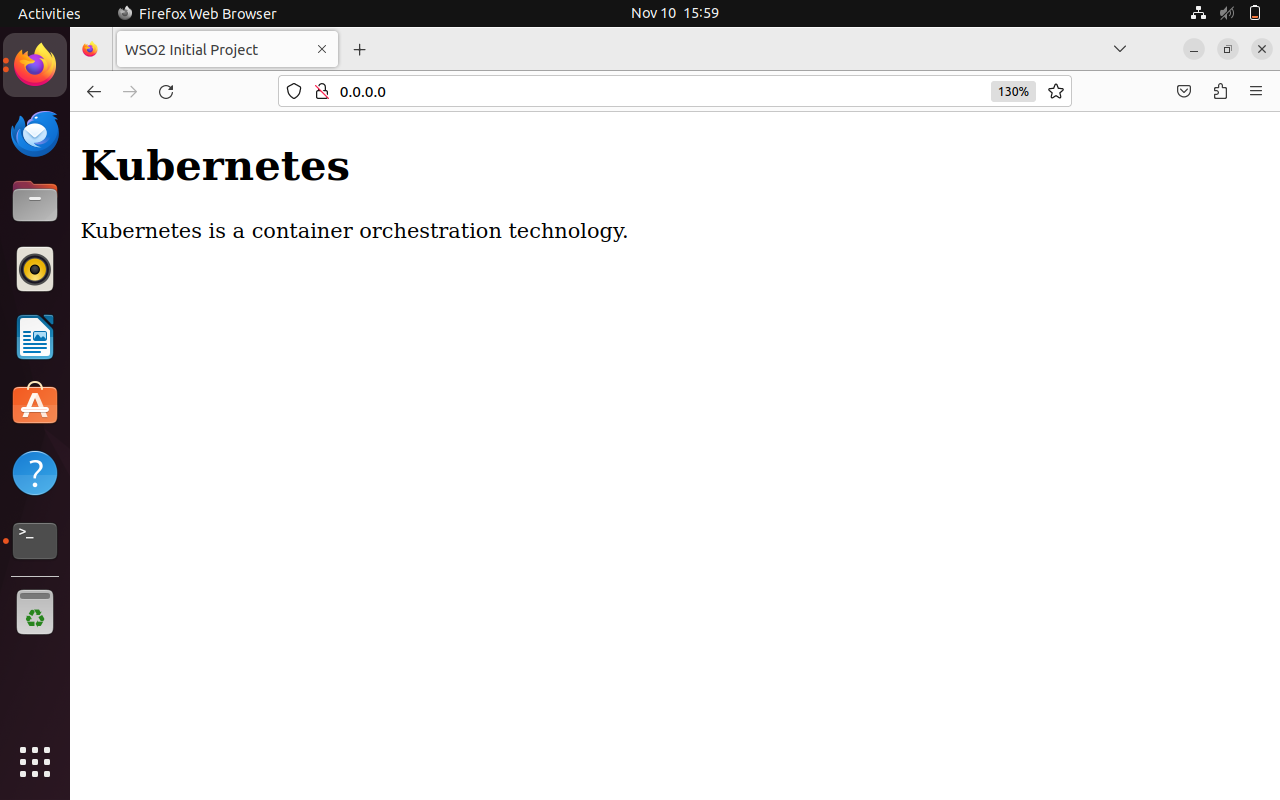 Activities
Firefox Web Browser
Nov 10 15:59
WSO2 Initial Project
0.0.0.0
130%
Kubernetes
Kubernetes is a container orchestration technology.
>_
?